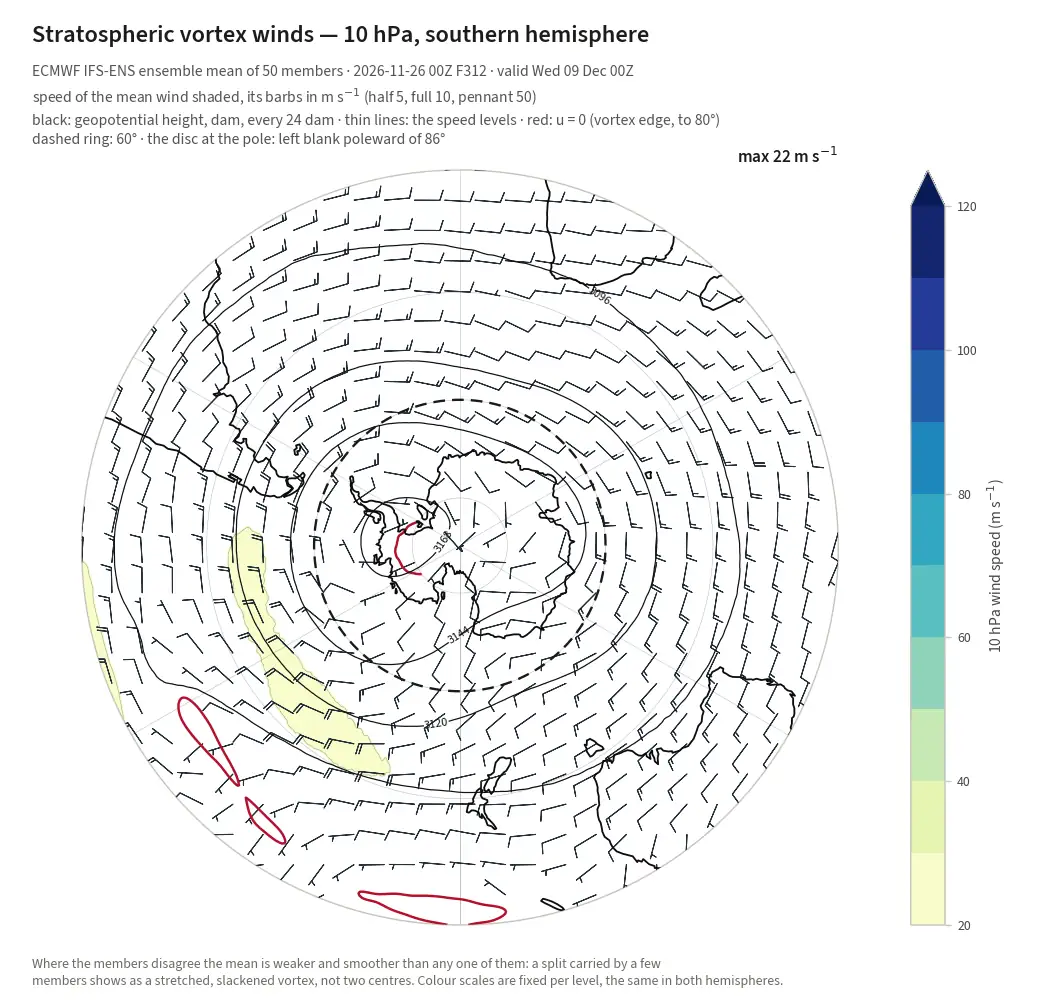 Stratospheric vortex winds — 10 hPa, southern hemisphere
ECMWF IFS-ENS ensemble mean of 50 members · 2026-11-26 00Z F312 · valid Wed 09 Dec 00Z
speed of the mean wind shaded, its barbs in m s⁻¹ (half 5, full 10, pennant 50)
black: geopotential height, dam, every 24 dam · thin lines: the speed levels · red: u = 0 (vortex edge, to 80°)
dashed ring: 60° · the disc at the pole: left blank poleward of 86°
max 22 m s⁻¹
3096
3168
3144
3120
120
100
80
60
40
20
10 hPa wind speed (m s⁻¹)
Where the members disagree the mean is weaker and smoother than any one of them: a split carried by a few
members shows as a stretched, slackened vortex, not two centres. Colour scales are fixed per level, the same in both hemispheres.